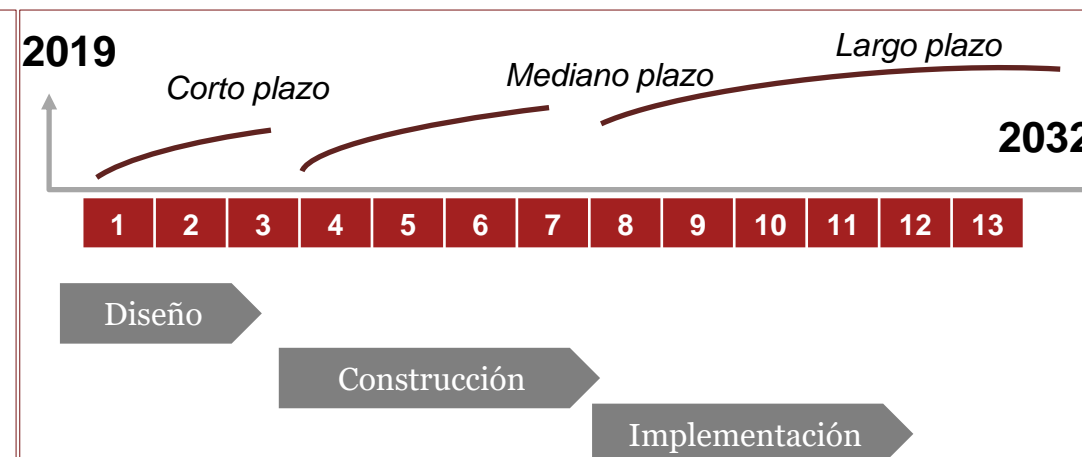 2019
Corto plazo
Mediano plazo
Largo plazo
2032
1 2 3 4 5 6 7 8 9 10 11 12 13
Diseño
Construcción
Implementación